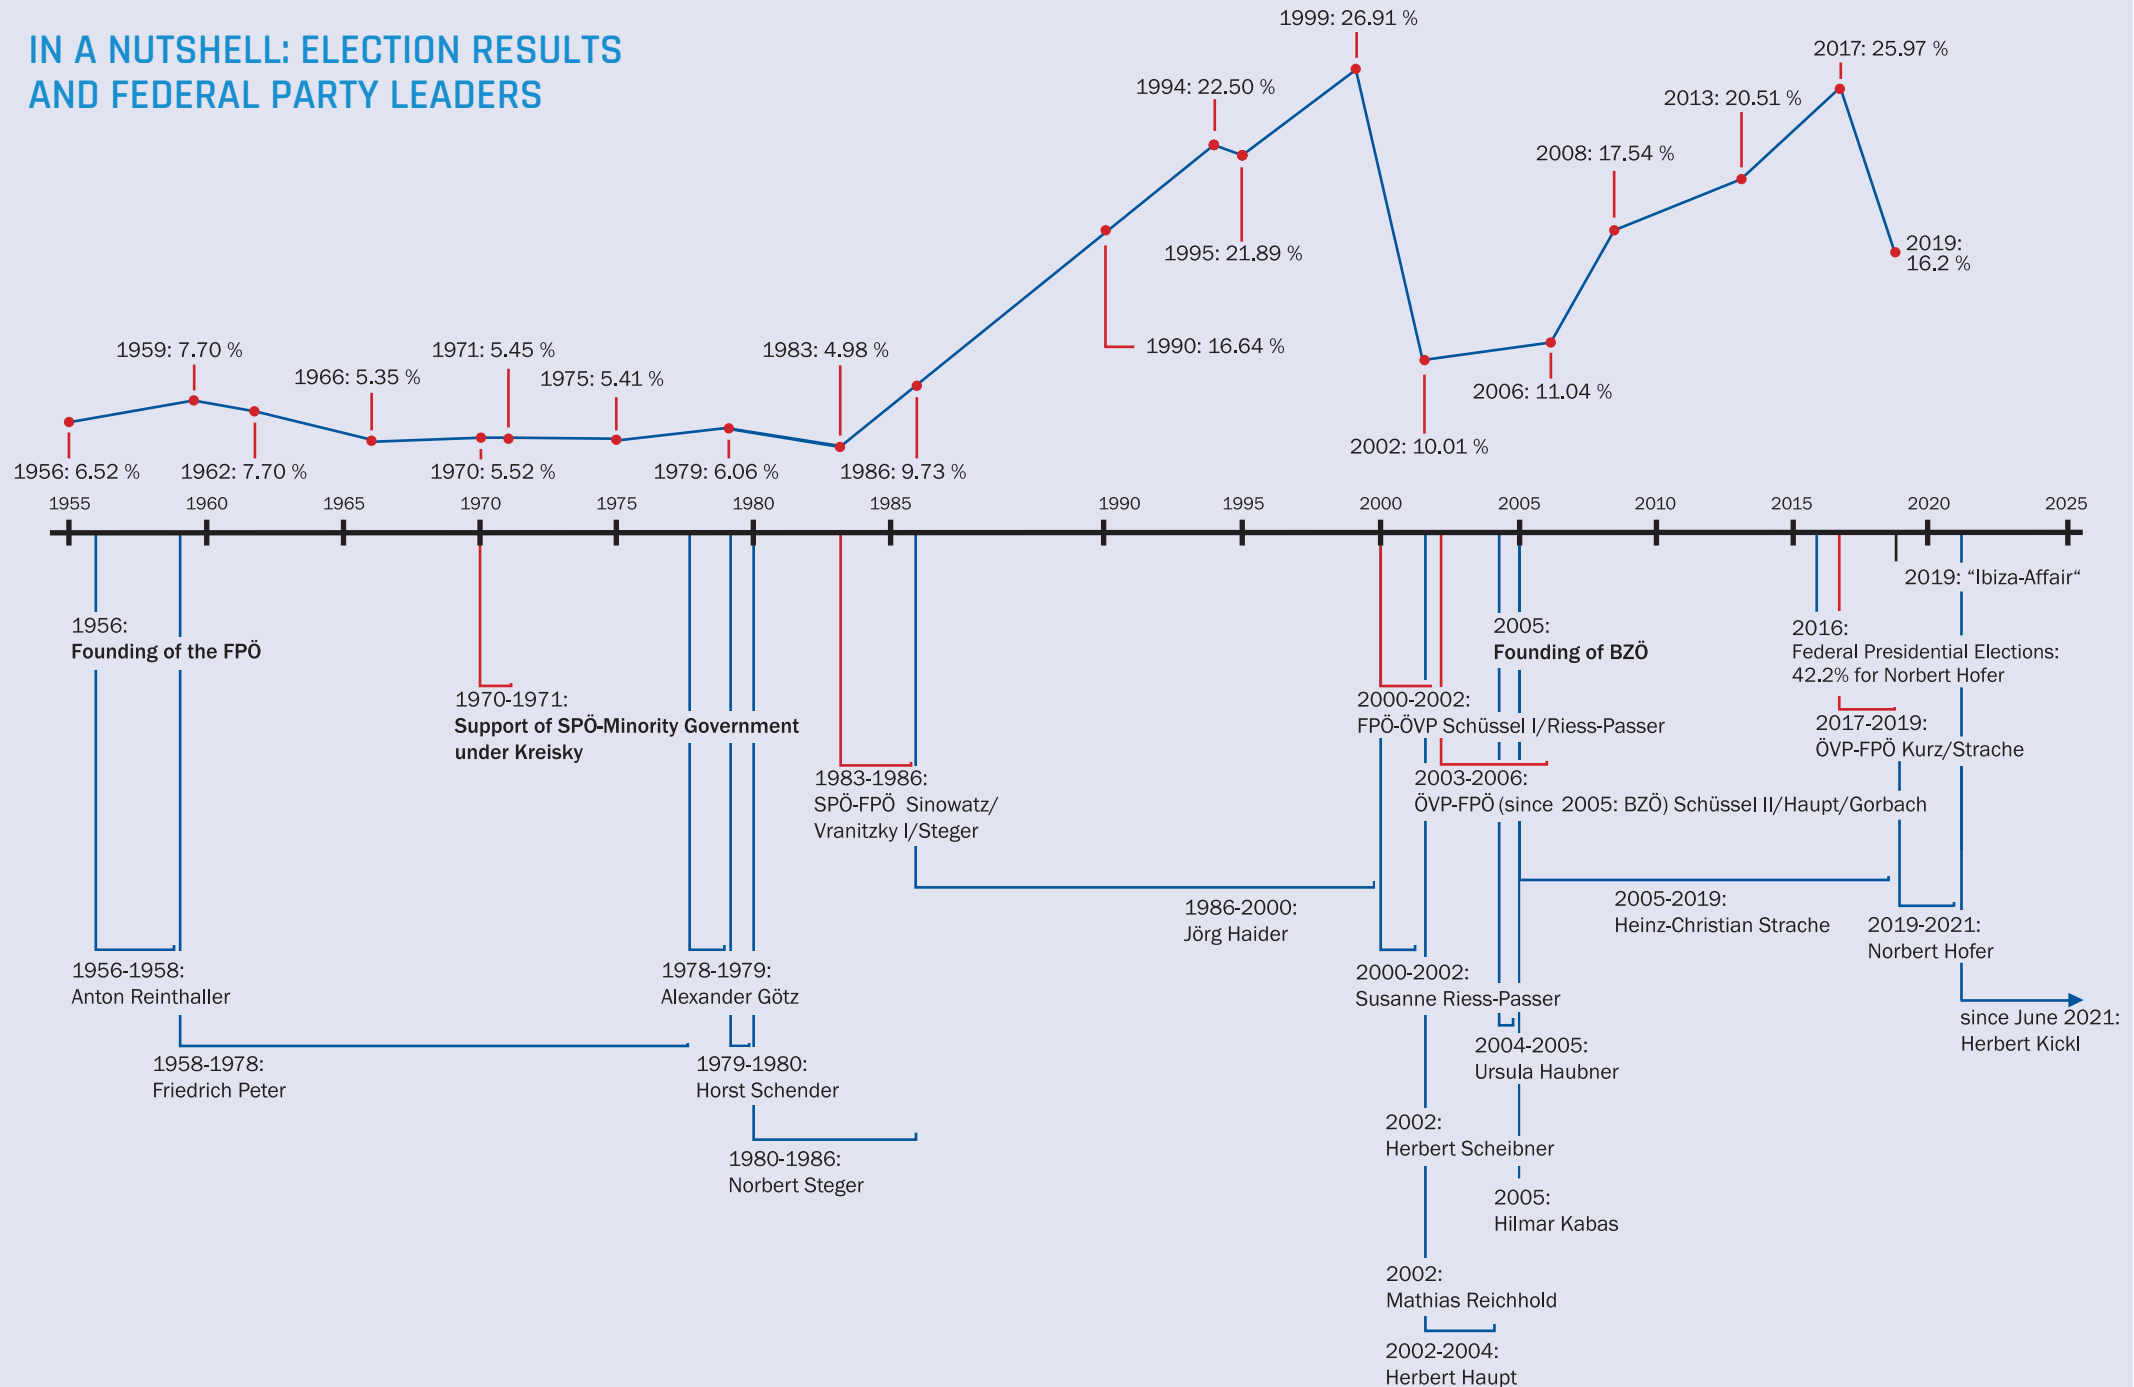 IN A NUTSHELL: ELECTION RESULTS
AND FEDERAL PARTY LEADERS
1956: 6.52 %
1959: 7.70 %
1962: 7.70 %
1966: 5.35 %
1970: 5.52 %
1971: 5.45 %
1975: 5.41 %
1979: 6.06 %
1983: 4.98 %
1986: 9.73 %
1990: 16.64 %
1994: 22.50 %
1995: 21.89 %
1999: 26.91 %
2002: 10.01 %
2006: 11.04 %
2008: 17.54 %
2013: 20.51 %
2017: 25.97 %
2019:
16.2 %
1955
1960
1965
1970
1975
1980
1985
1990
1995
2000
2005
2010
2015
2020
2025
1956:
Founding of the FPÖ
1970-1971:
Support of SPÖ-Minority Government
under Kreisky
1983-1986:
SPÖ-FPÖ Sinowatz/
Vranitzky I/Steger
2000-2002:
FPÖ-ÖVP Schüssel I/Riess-Passer
2003-2006:
ÖVP-FPÖ (since 2005: BZÖ) Schüssel II/Haupt/Gorbach
2005:
Founding of BZÖ
2016:
Federal Presidential Elections:
42.2% for Norbert Hofer
2017-2019:
ÖVP-FPÖ Kurz/Strache
2019: “Ibiza-Affair“
1956-1958:
Anton Reinthaller
1958-1978:
Friedrich Peter
1978-1979:
Alexander Götz
1979-1980:
Horst Schender
1980-1986:
Norbert Steger
1986-2000:
Jörg Haider
2000-2002:
Susanne Riess-Passer
2002:
Herbert Scheibner
2002:
Mathias Reichhold
2002-2004:
Herbert Haupt
2004-2005:
Ursula Haubner
2005:
Hilmar Kabas
2005-2019:
Heinz-Christian Strache
2019-2021:
Norbert Hofer
since June 2021:
Herbert Kickl